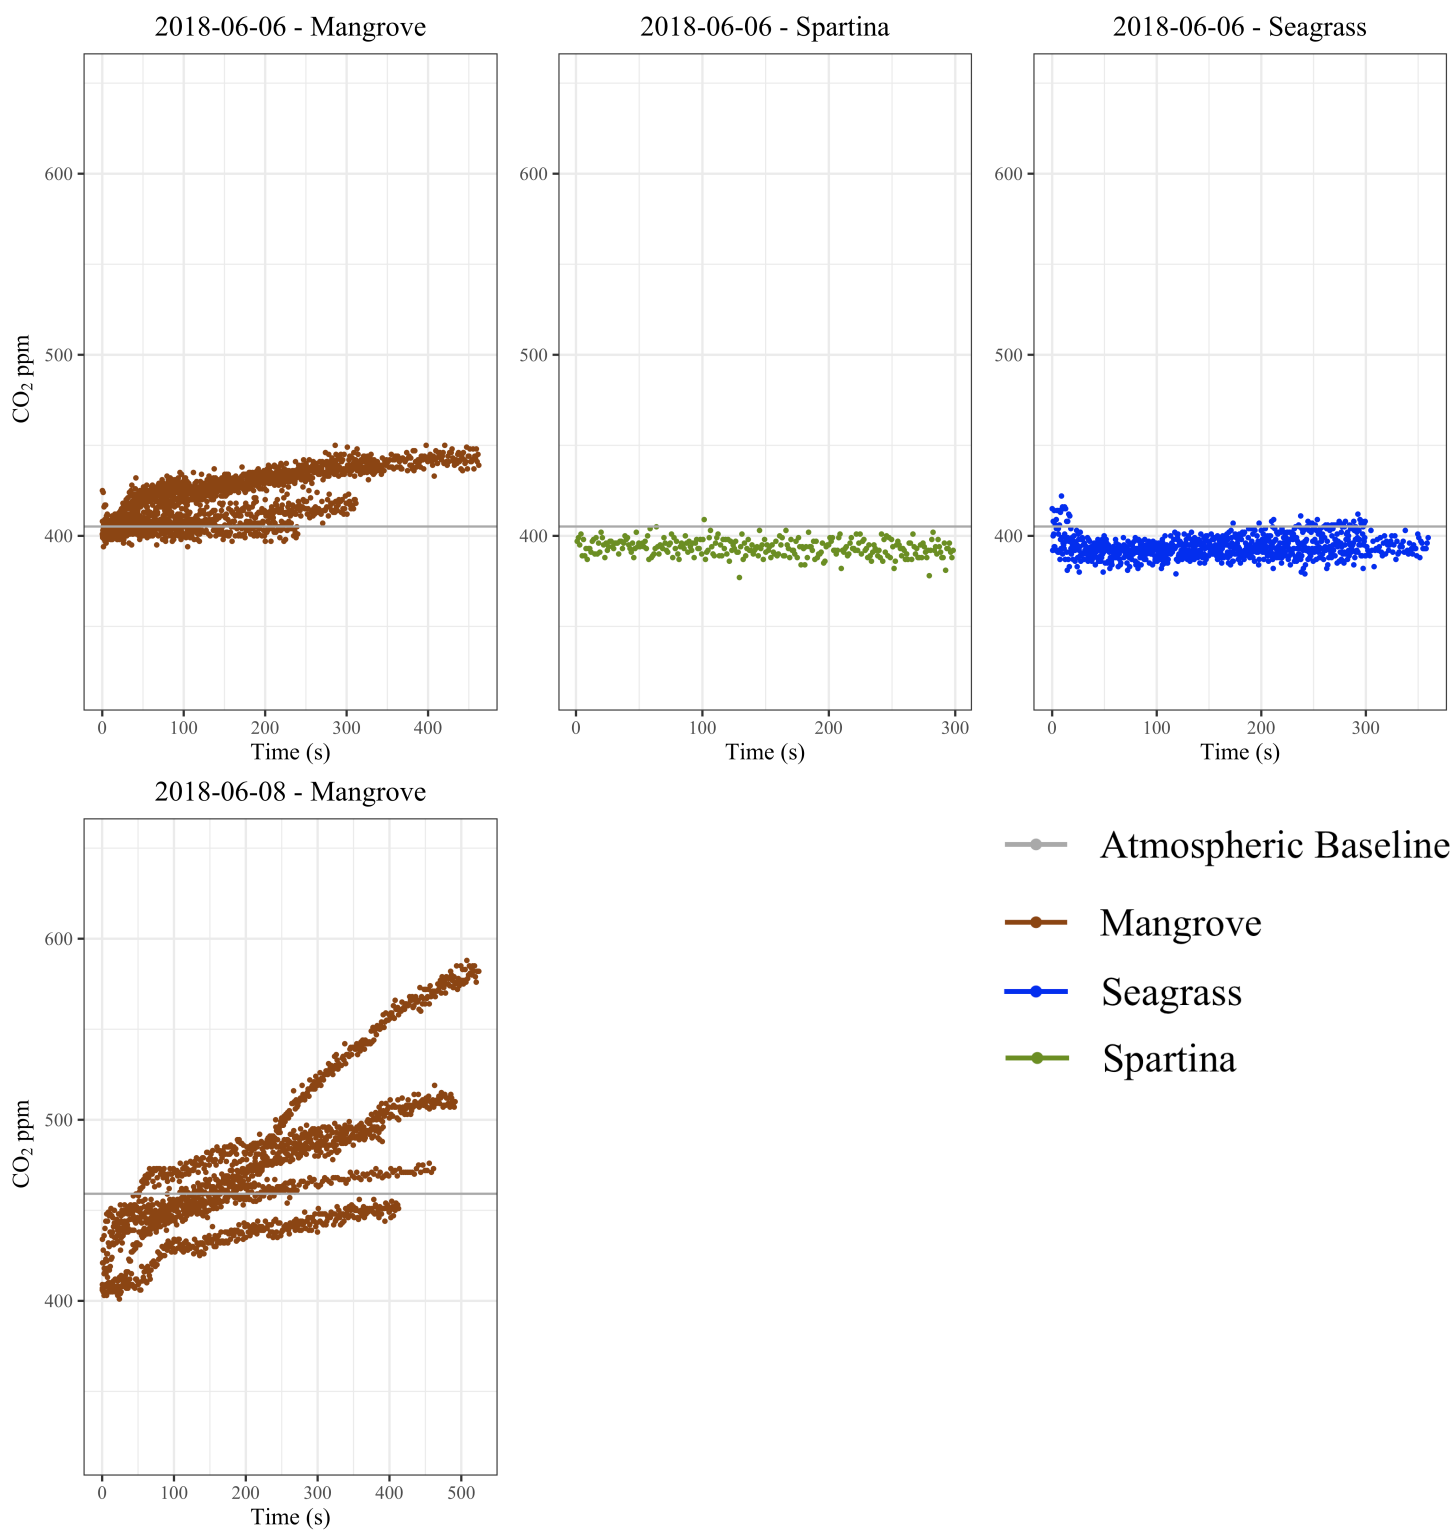 2018-06-06 - Mangrove
2018-06-06 - Spartina
2018-06-06 - Seagrass
CO2 ppm
600
500
400
0 100 200 300 400
Time (s)
600
500
400
0 100 200 300
Time (s)
600
500
400
0 100 200 300
Time (s)
2018-06-08 - Mangrove
CO2 ppm
600
500
400
0 100 200 300 400 500
Time (s)
Atmospheric Baseline
Mangrove
Seagrass
Spartina